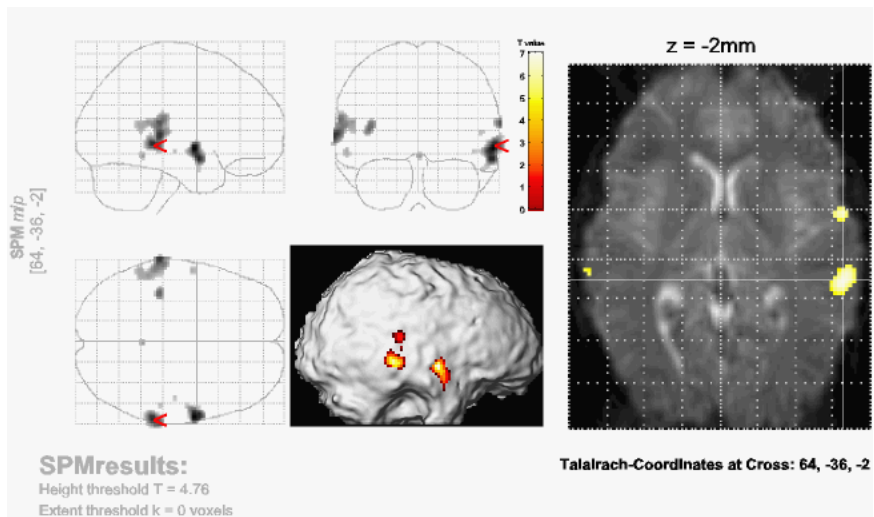 T value
7
6
5
4
3
2
1
0
z = -2mm
SPM mip
[64, -36, -2]
SPMresults:
Height threshold T = 4.76
Extent threshold k = 0 voxels
Talairach-Coordinates at Cross: 64, -36, -2